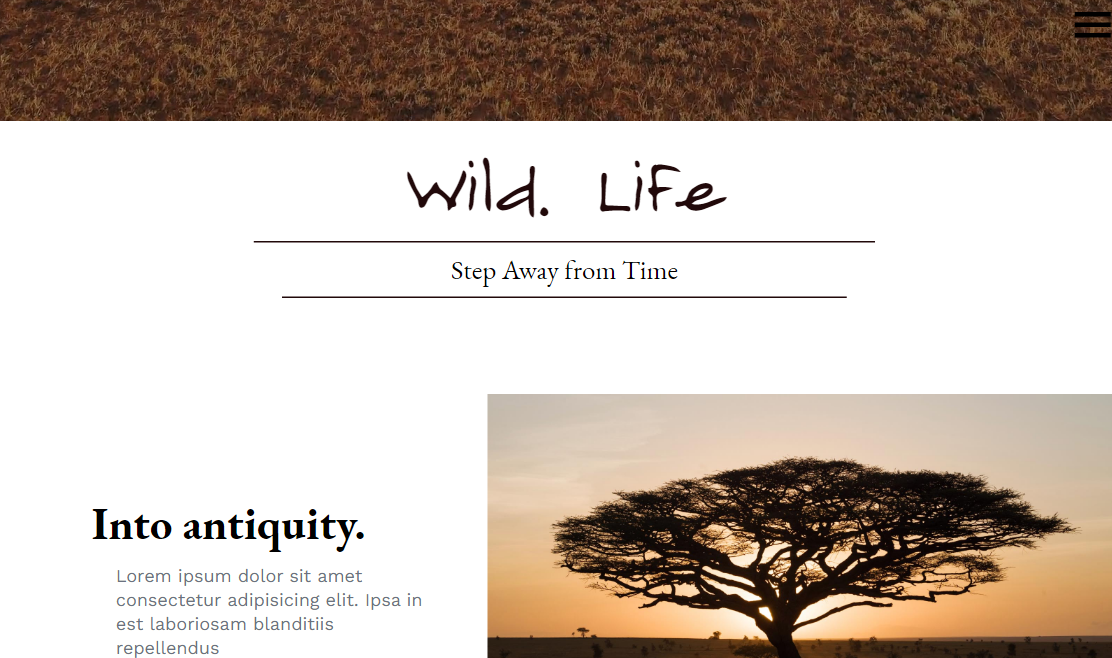 Wild. Life
Step Away from Time
Into antiquity.
Lorem ipsum dolor sit amet
consectetur adipisicing elit. Ipsa in
est laboriosam blanditiis
repellendus